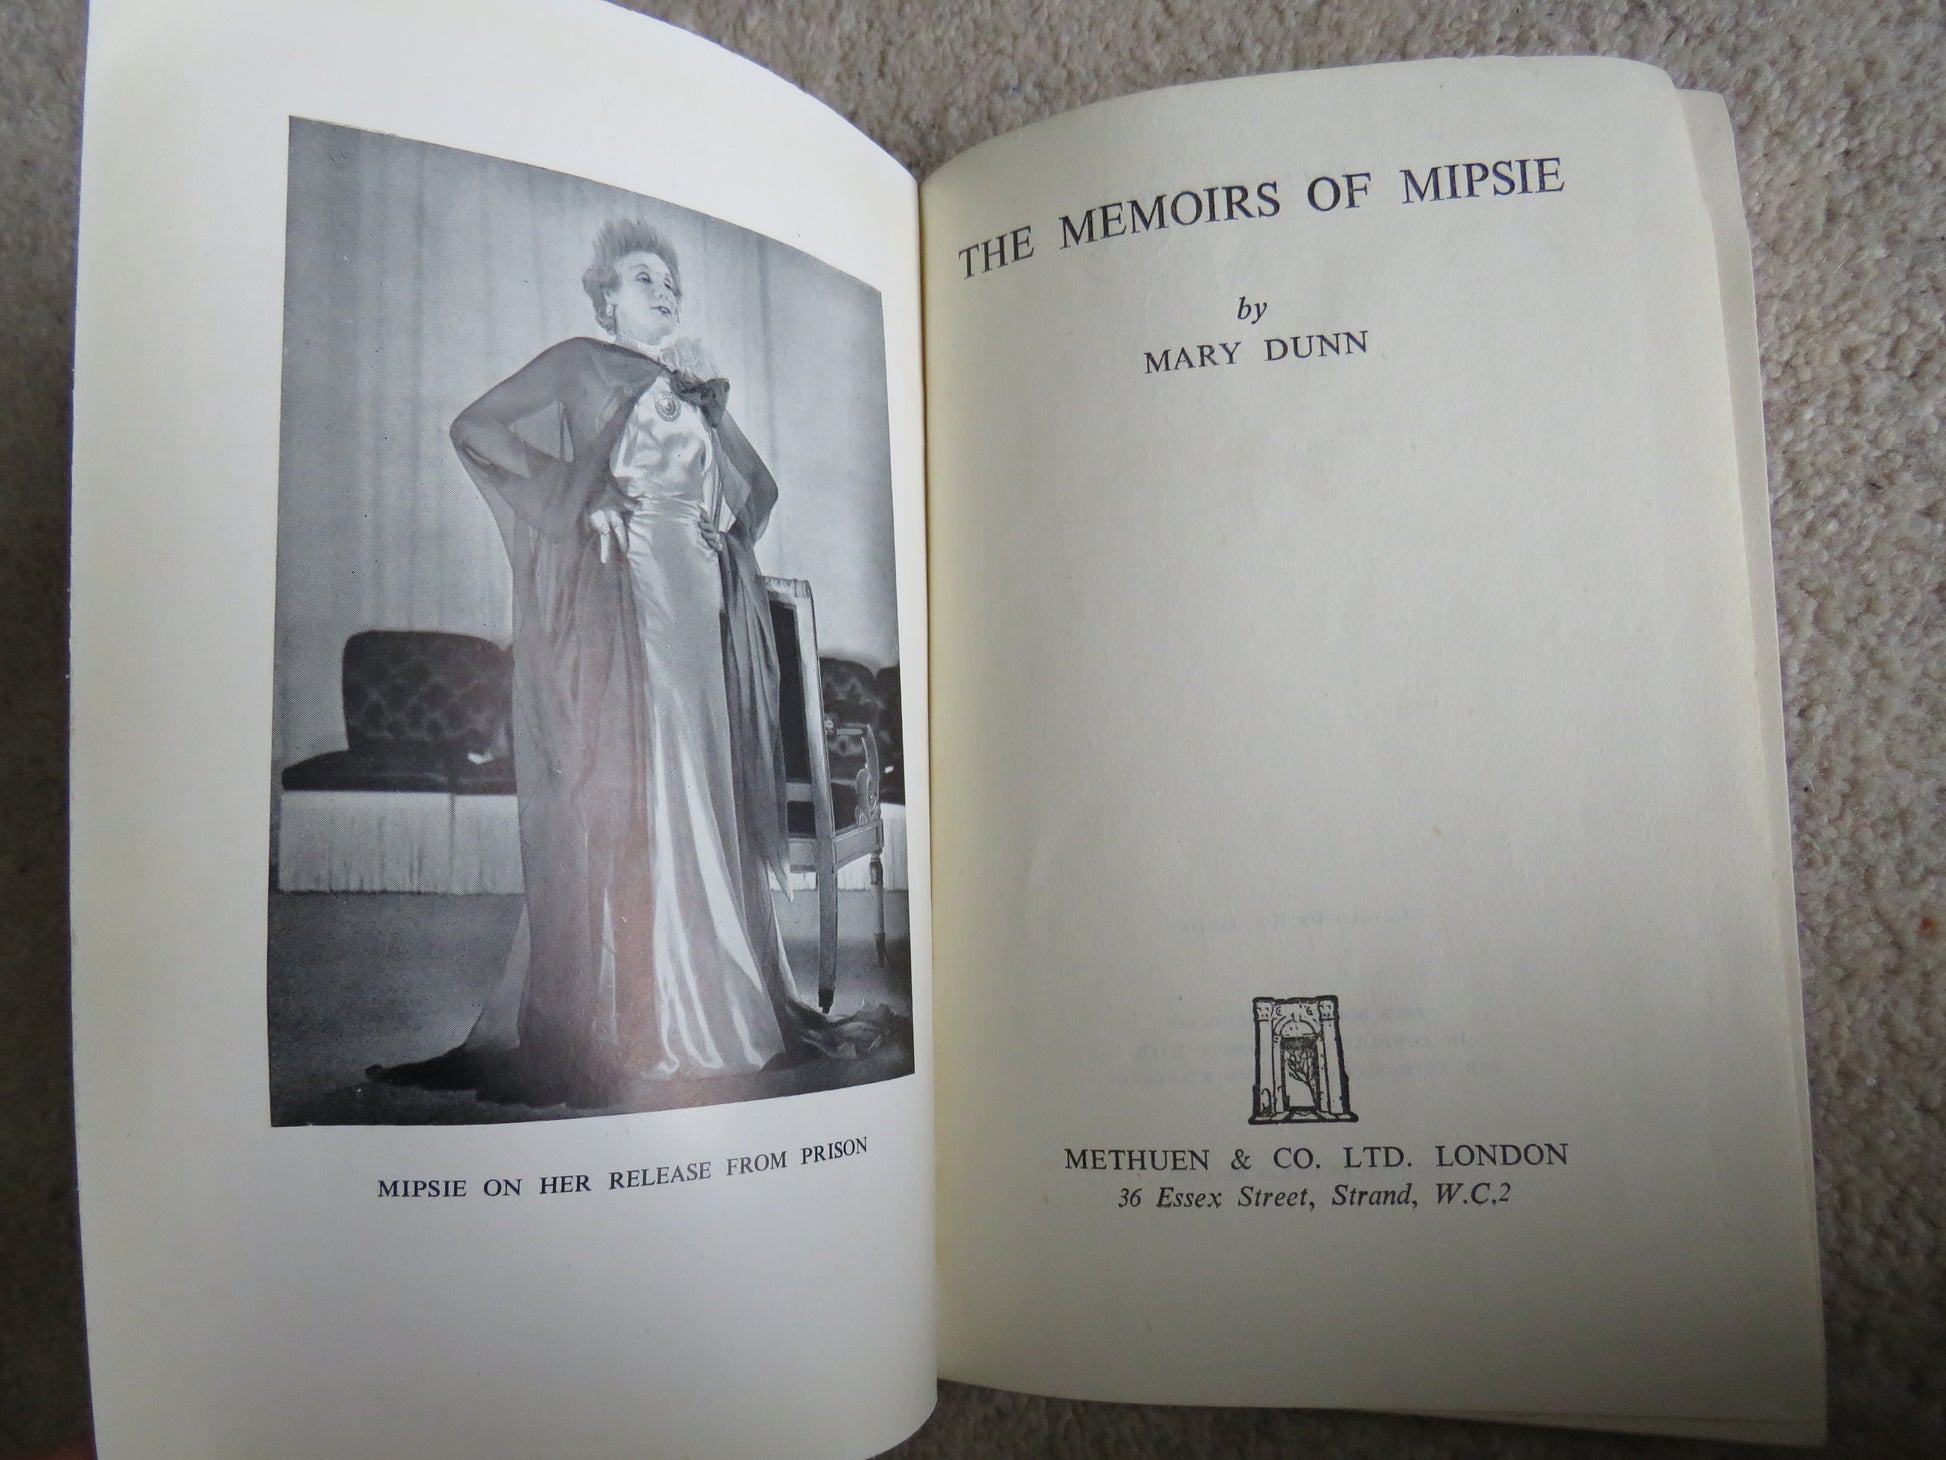 MIPSIE ON HER RELEASE FROM PRISON
THE MEMOIRS OF MIPSIE
by
MARY DUNN
METHUEN & CO. LTD. LONDON
36 Essex Street, Strand, W.C.2